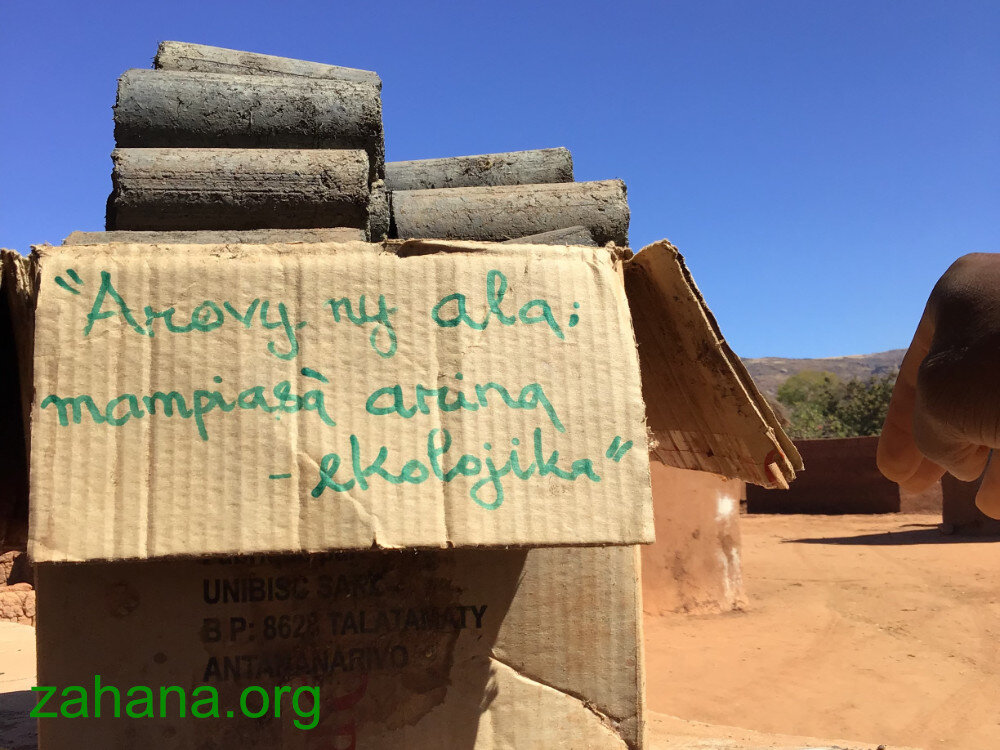 "Arovy ny ala;
mampiasà arina
- ekolojika"
UNIBISC SARL
B P: 8628 TALATAMATY
ANTANANARIVO
zahana.org